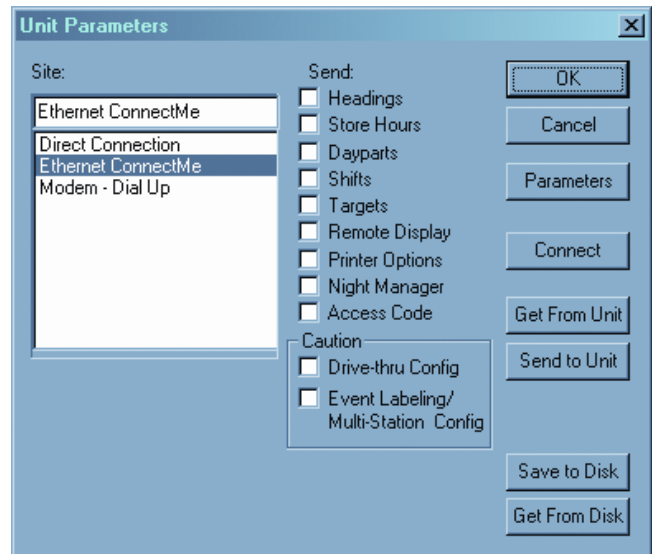 Unit Parameters
Site:
Ethernet ConnectMe
Direct Connection
Ethernet ConnectMe
Modem - Dial Up
Send:
Headings
Store Hours
Dayparts
Shifts
Targets
Remote Display
Printer Options
Night Manager
Access Code
Caution
Drive-thru Config
Event Labeling/
Multi-Station Config
OK
Cancel
Parameters
Connect
Get From Unit
Send to Unit
Save to Disk
Get From Disk